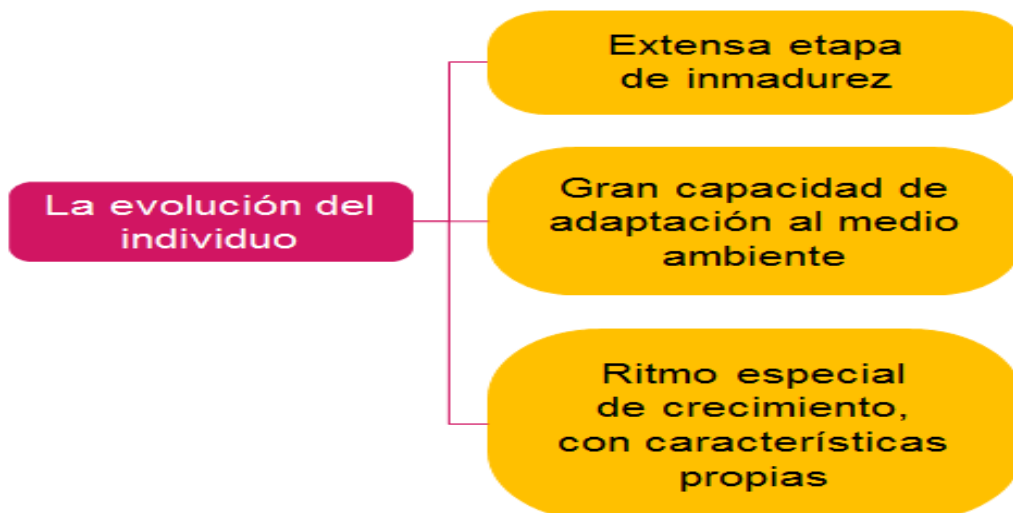 La evolución del
individuo
Extensa etapa
de inmadurez
Gran capacidad de
adaptación al medio
ambiente
Ritmo especial
de crecimiento,
con características
propias